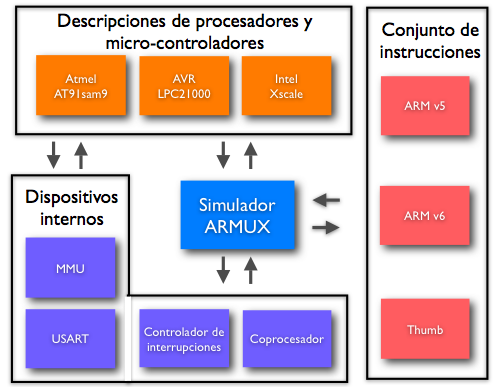 Descripciones de procesadores y
micro-controladores
Atmel
AT91sam9
AVR
LPC21000
Intel
Xscale
Conjunto de
instrucciones
ARM v5
ARM v6
Thumb
Simulador
ARMUX
Dispositivos
internos
MMU
USART
Controlador de
interrupciones
Coprocesador